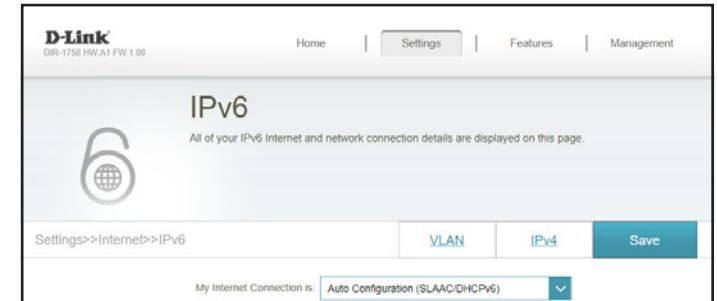 D-Link
DIR-1750 HW:A1 FW:1.00
Home | Settings | Features | Management
IPv6
All of your IPv6 Internet and network connection details are displayed on this page.
Settings>>Internet>>IPv6 VLAN IPv4 Save
My Internet Connection is: Auto Configuration (SLAAC/DHCPv6)